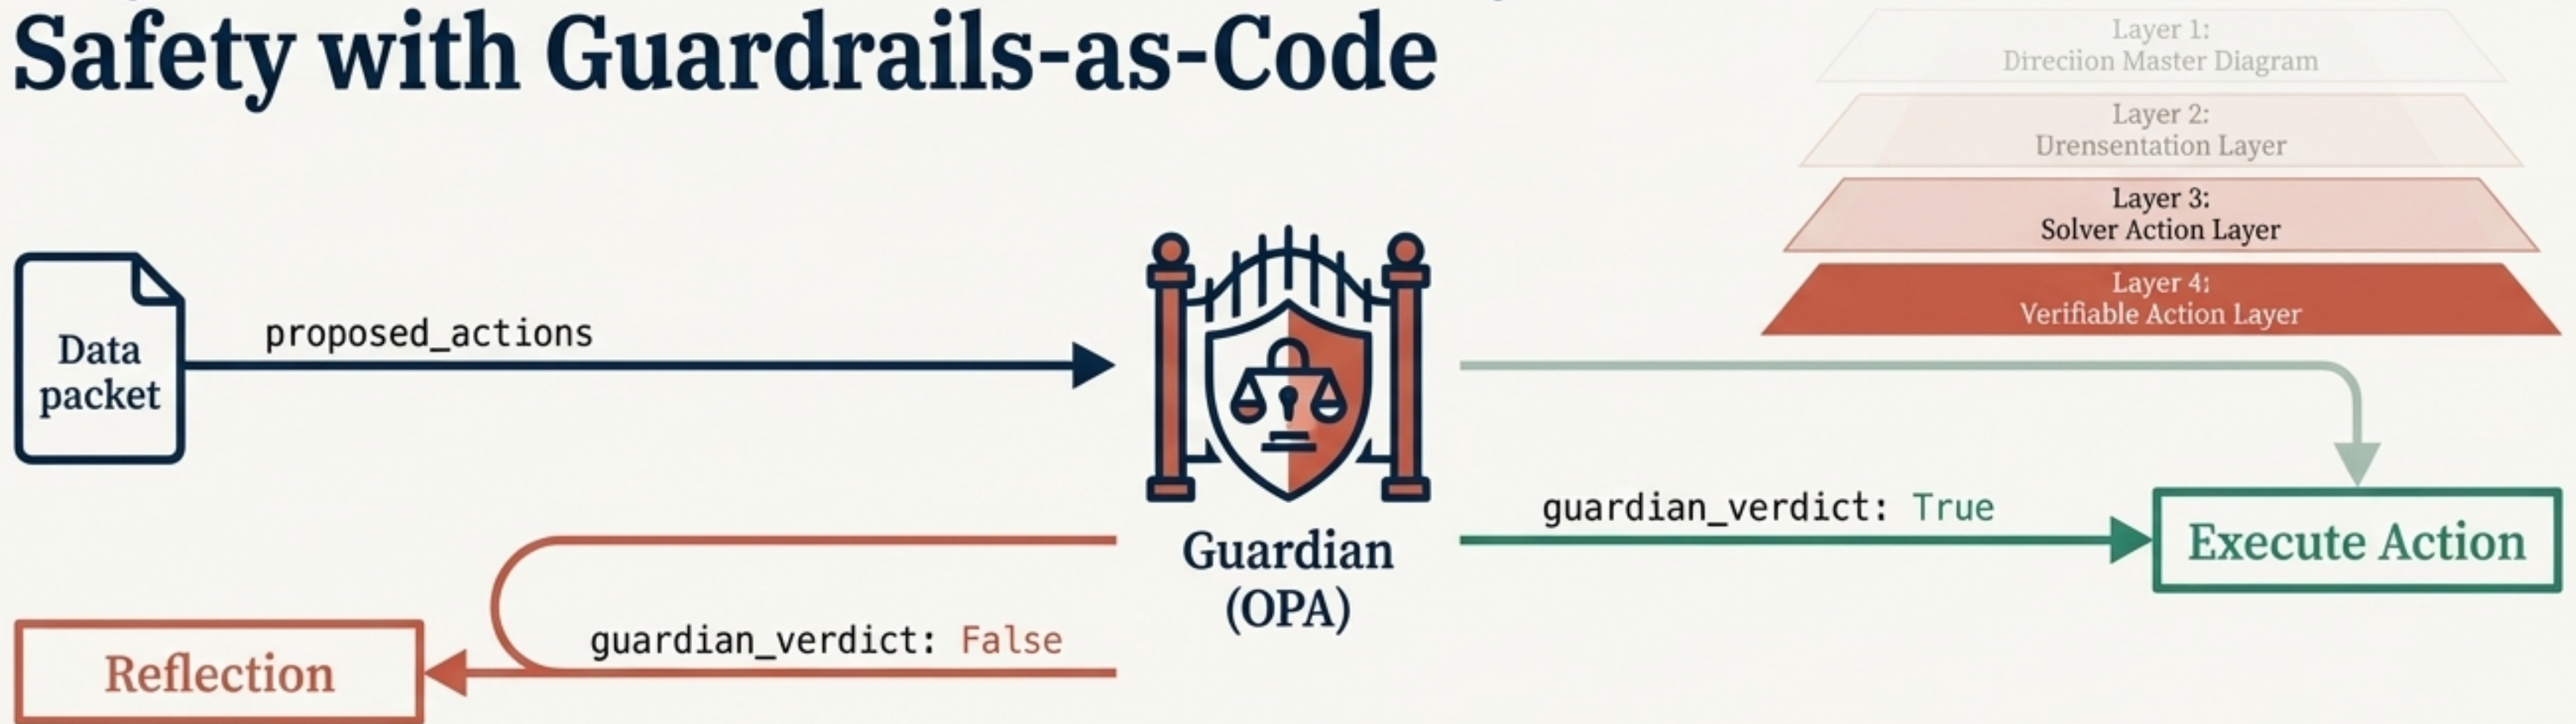 Safety with Guardrails-as-Code
Layer 1:
Direciion Master Diagram
Layer 2:
Drensentation Layer
Layer 3:
Solver Action Layer
Layer 4:
Verifiable Action Layer
Data
packet
proposed_actions
Guardian
(OPA)
guardian_verdict: True
Execute Action
guardian_verdict: False
Reflection